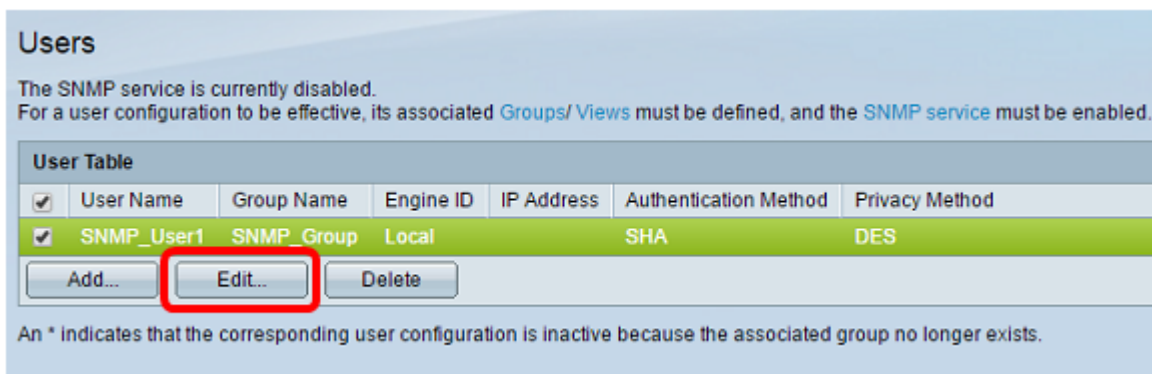 Users
The SNMP service is currently disabled.
For a user configuration to be effective, its associated Groups/ Views must be defined, and the SNMP service must be enabled.
User Table
User Name Group Name Engine ID IP Address Authentication Method Privacy Method
SNMP_User1 SNMP_Group Local SHA DES
Add... Edit... Delete
An * indicates that the corresponding user configuration is inactive because the associated group no longer exists.